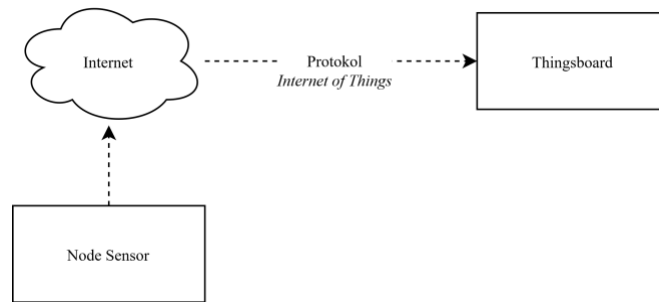 Internet
Protokol
Internet of Things
Thingsboard
Node Sensor